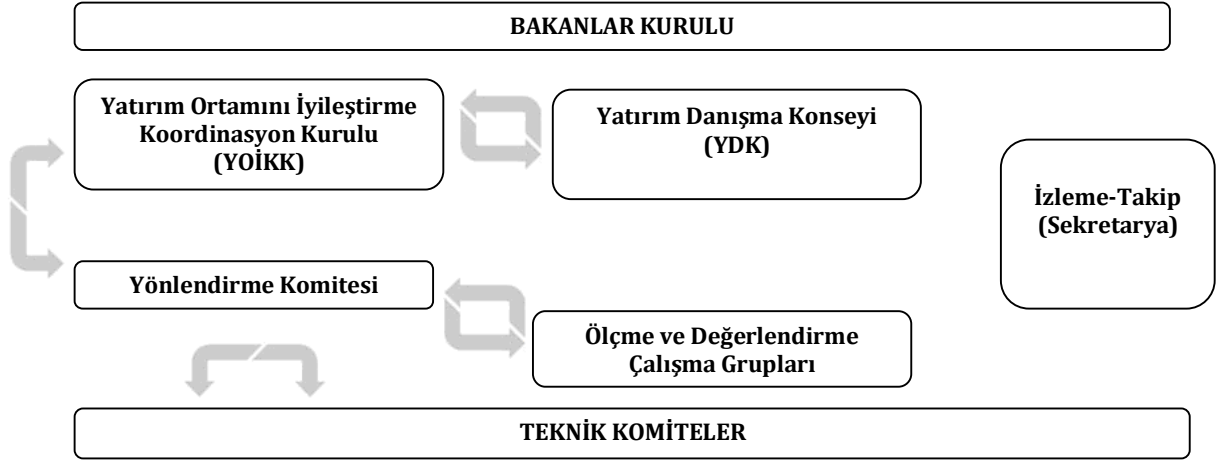 BAKANLAR KURULU
Yatırım Ortamını İyileştirme
Koordinasyon Kurulu
(YOİKK)
Yatırım Danışma Konseyi
(YDK)
İzleme-Takip
(Sekretarya)
Yönlendirme Komitesi
Ölçme ve Değerlendirme
Çalışma Grupları
TEKNİK KOMİTELER